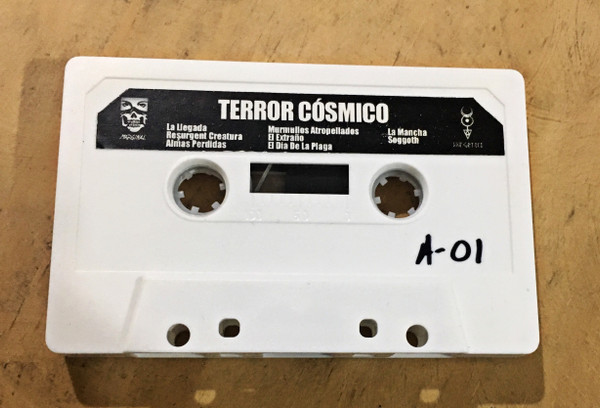 TERROR CÓSMICO
La Llegada
Resurgent Creatura
Almas Perdidas
Murmullos Atropellados
El Extraño
El Dia De La Plaga
La Mancha
Soggoth
A-01